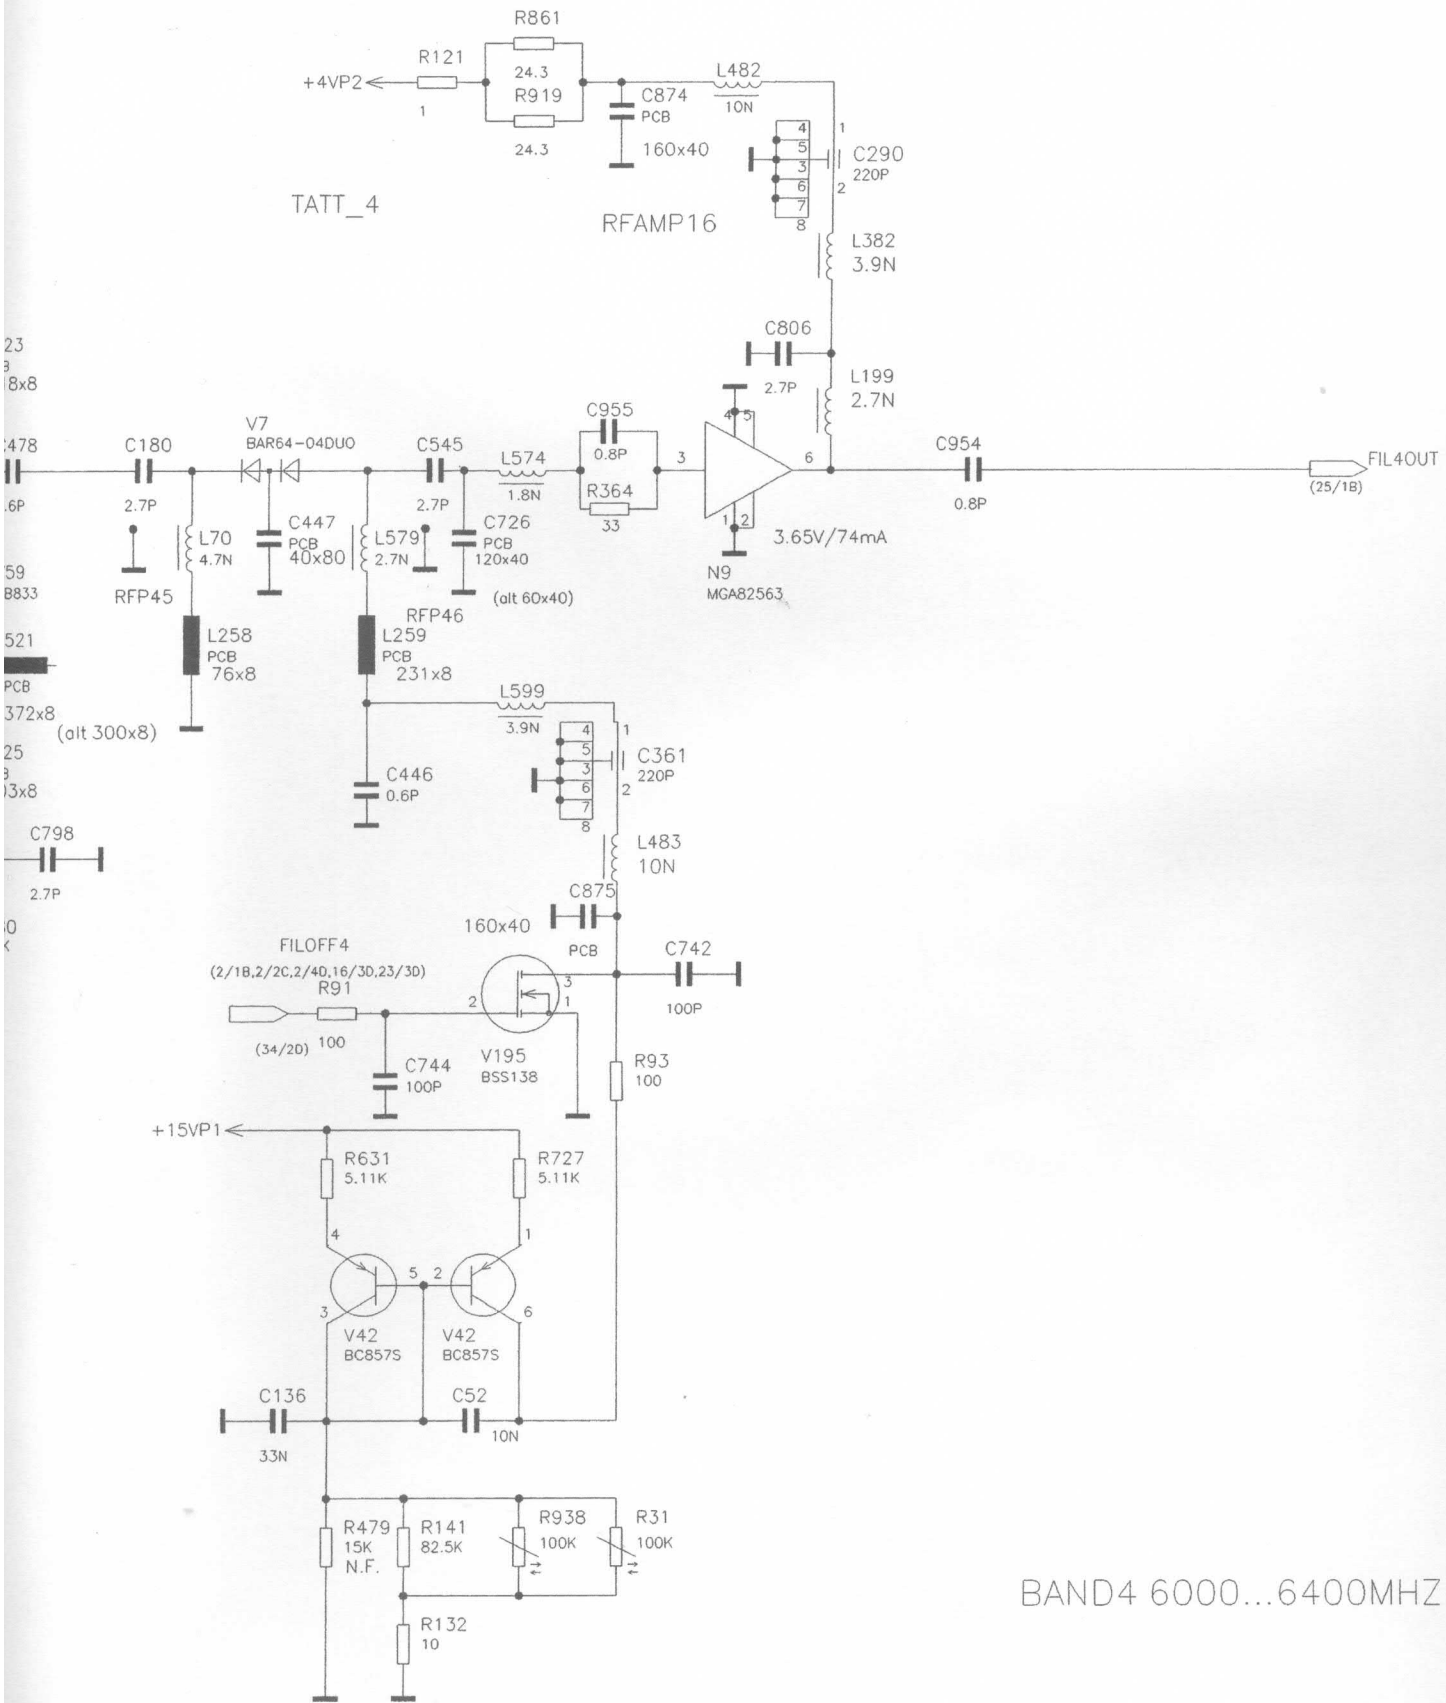 R861
R121
24.3
L482
+4VP2
R919
C874
PCB
10N
1
24.3
160x40
4
1
5
C290
3
220P
6
2
7
8
TATT_4
RFAMP16
L382
3.9N
C806
23
8x8
2.7P
L199
2.7N
V7
BAR64-04DUO
C955
4
5
C478
C180
C545
L574
0.8P
3
6
C954
FIL4OUT
(25/1B)
.6P
2.7P
2.7P
1.8N
R364
33
0.8P
L70
4.7N
C447
PCB
40x80
L579
2.7N
C726
PCB
120x40
1
2
3.65V/74mA
59
B833
RFP45
N9
MGA82563
(alt 60x40)
RFP46
521
L258
PCB
76x8
L259
PCB
231x8
PCB
372x8
(alt 300x8)
L599
3.9N
4
1
5
C361
3
220P
6
2
7
8
25
3x8
C446
0.6P
C798
2.7P
L483
10N
C875
160x40
PCB
FILOFF4
(2/1B,2/2C,2/4D,16/3D,23/3D)
C742
3
100P
R91
2
1
(34/2D)
100
V195
BSS138
C744
100P
R93
100
+15VP1
R631
5.11K
R727
5.11K
4
1
5
2
3
6
V42
BC857S
V42
BC857S
C136
C52
33N
10N
R479
15K
N.F.
R141
82.5K
R938
100K
R31
100K
R132
10
BAND4 6000...6400MHZ